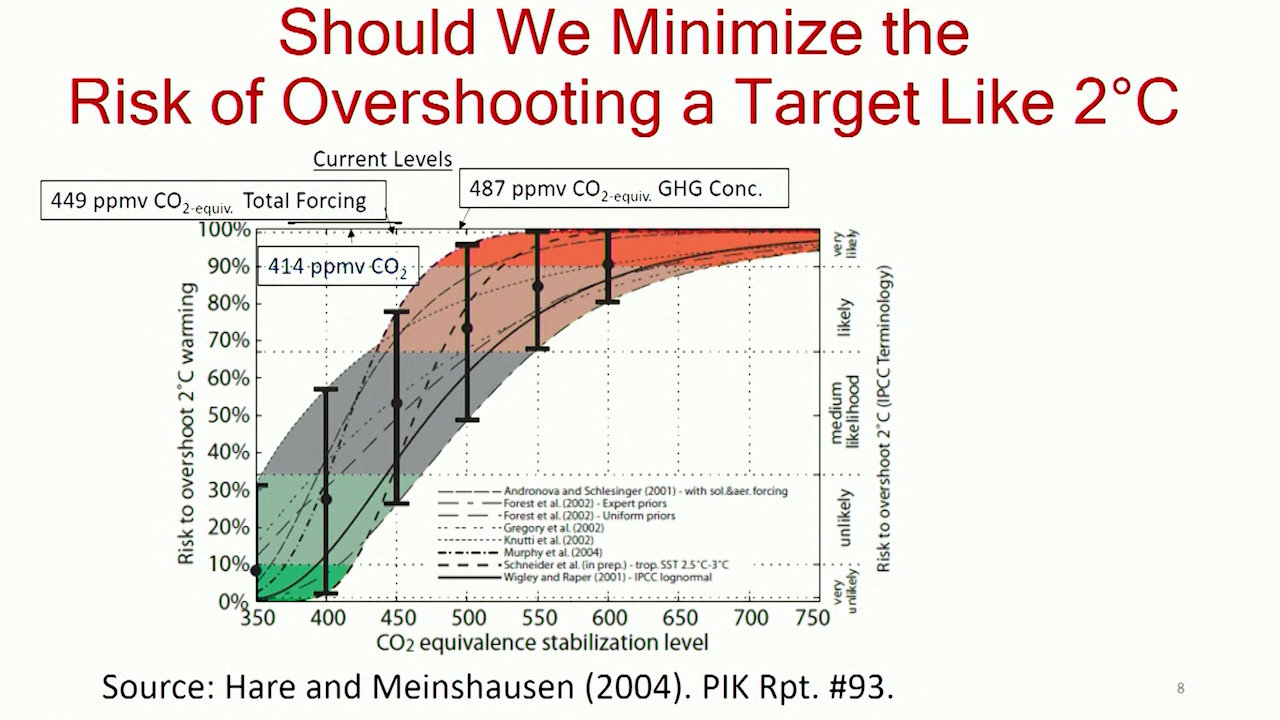 Should We Minimize the
Risk of Overshooting a Target Like 2°C
Current Levels
449 ppmv CO2-equiv. Total Forcing
487 ppmv CO2-equiv. GHG Conc.
414 ppmv CO2
100%
90%
80%
70%
60%
50%
40%
30%
20%
10%
0%
Risk to overshoot 2°C warming
350 400 450 500 550 600 650 700 750
CO2 equivalence stabilization level
Andronova and Schlesinger (2001) - with sol.&aer. forcing
Forest et al. (2002) - Expert priors
Forest et al. (2002) - Uniform priors
Gregory et al. (2002)
Knutti et al. (2002)
Murphy et al. (2004)
Schneider et al. (in prep.) - trop. SST 2.5°C-3°C
Wigley and Raper (2001) - IPCC lognormal
very
likely
likely
medium
likelihood
unlikely
very
unlikely
Risk to overshoot 2°C (IPCC Terminology)
Source: Hare and Meinshausen (2004). PIK Rpt. #93.
8